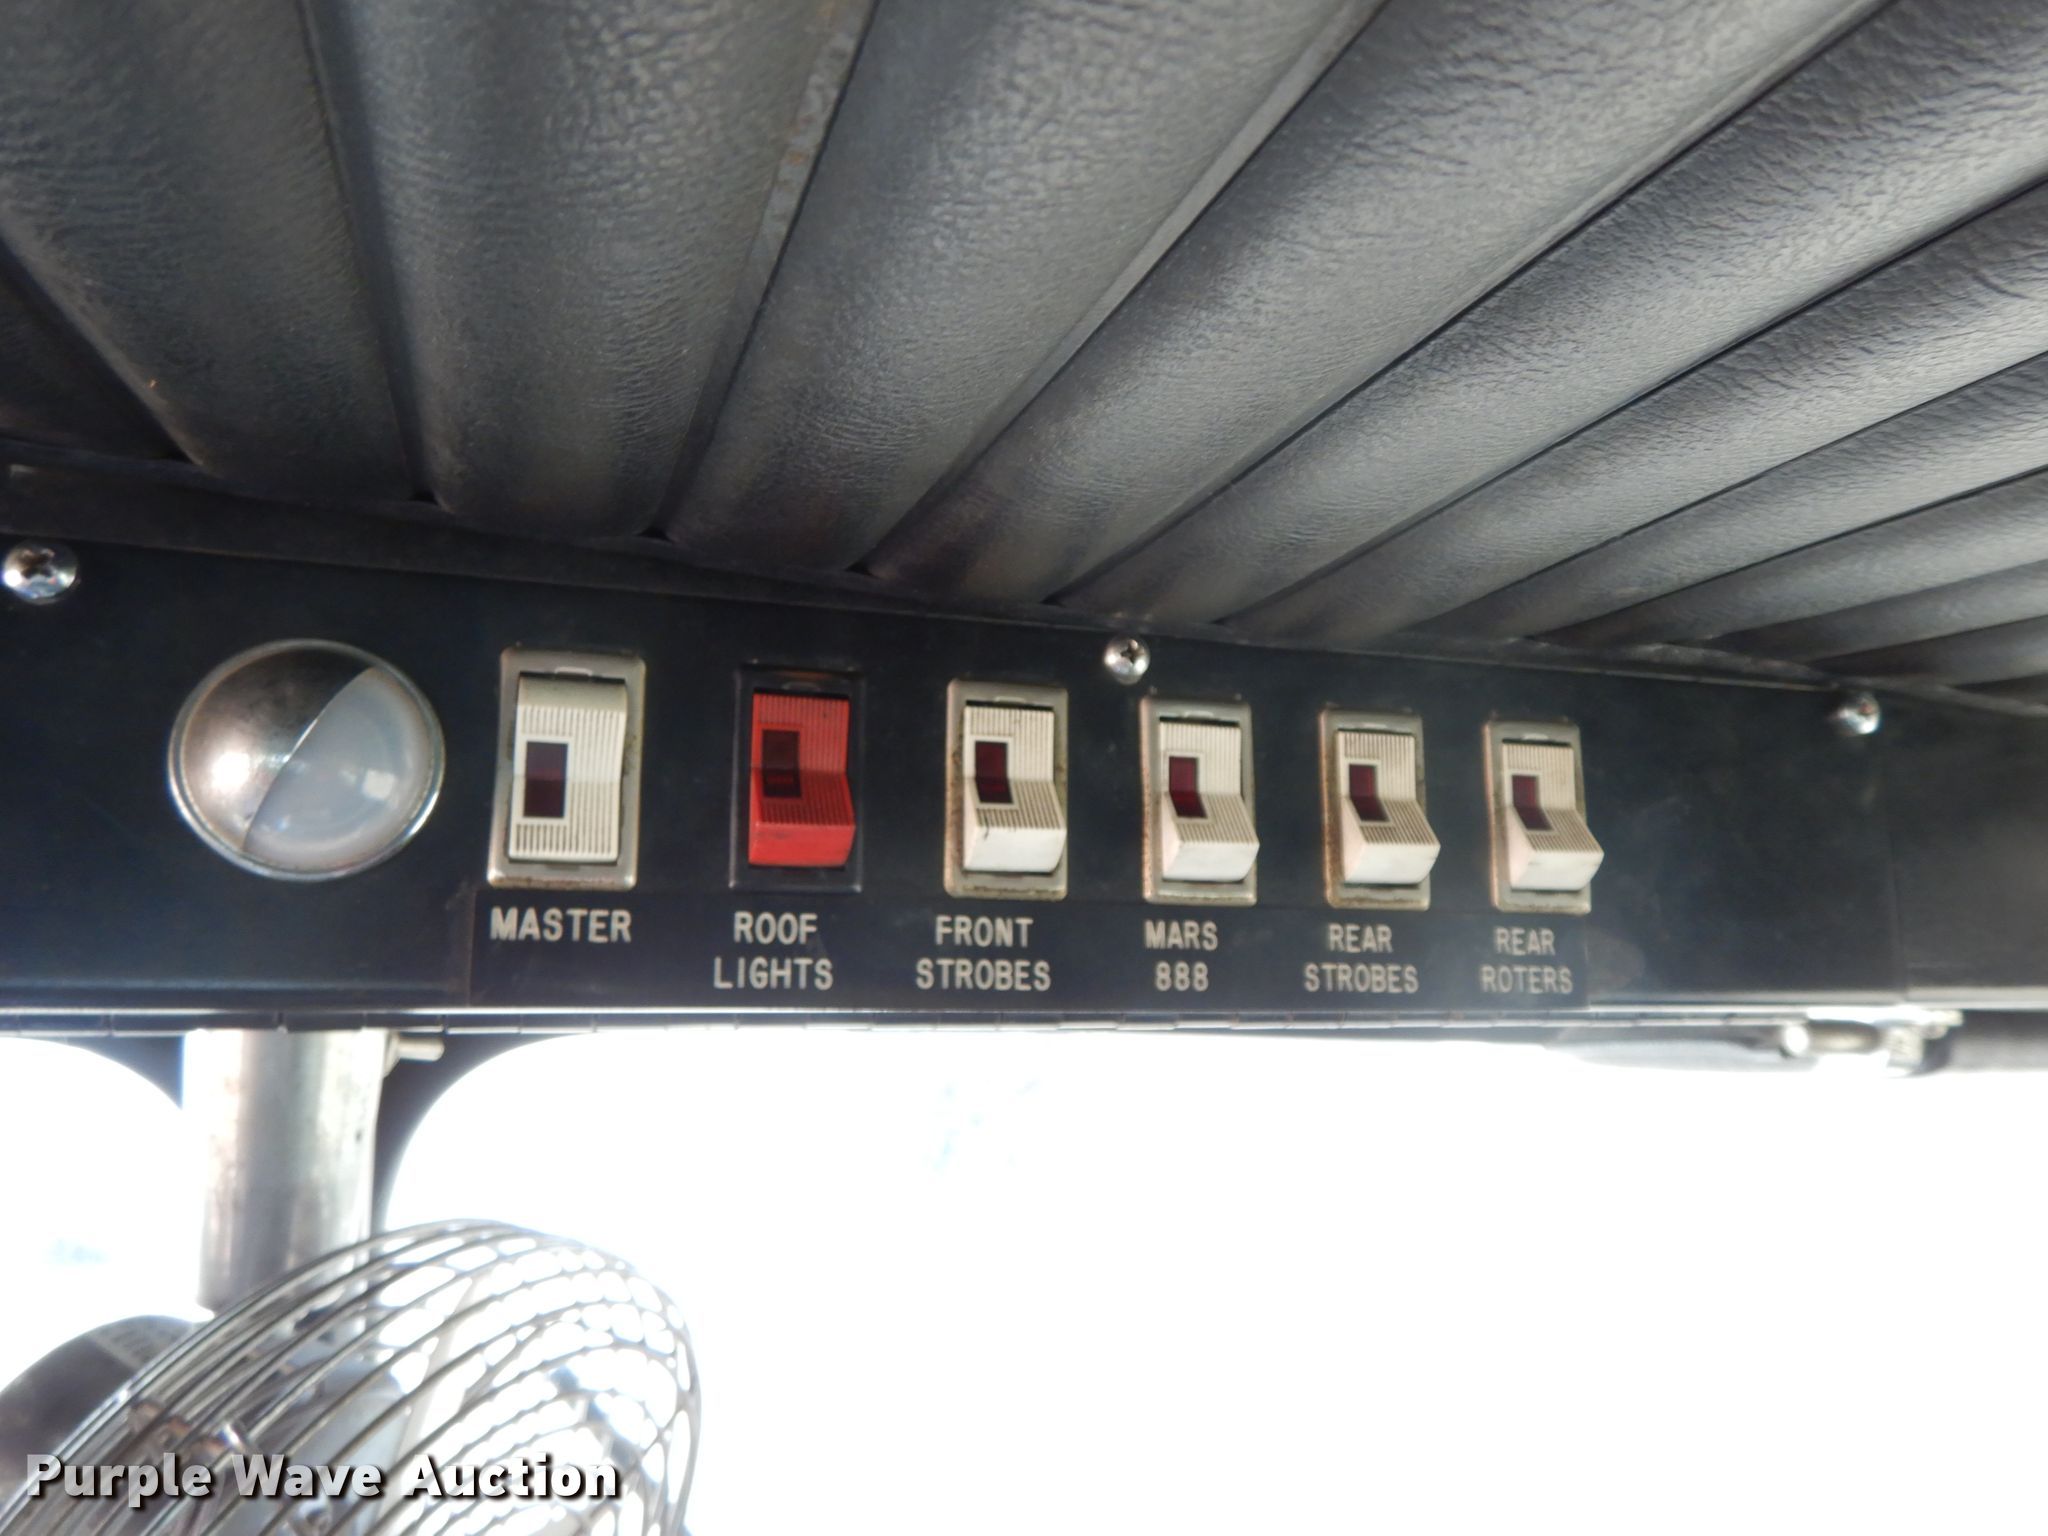 MASTER
ROOF
LIGHTS
FRONT
STROBES
MARS
888
REAR
STROBES
REAR
ROTERS
Purple Wave Auction